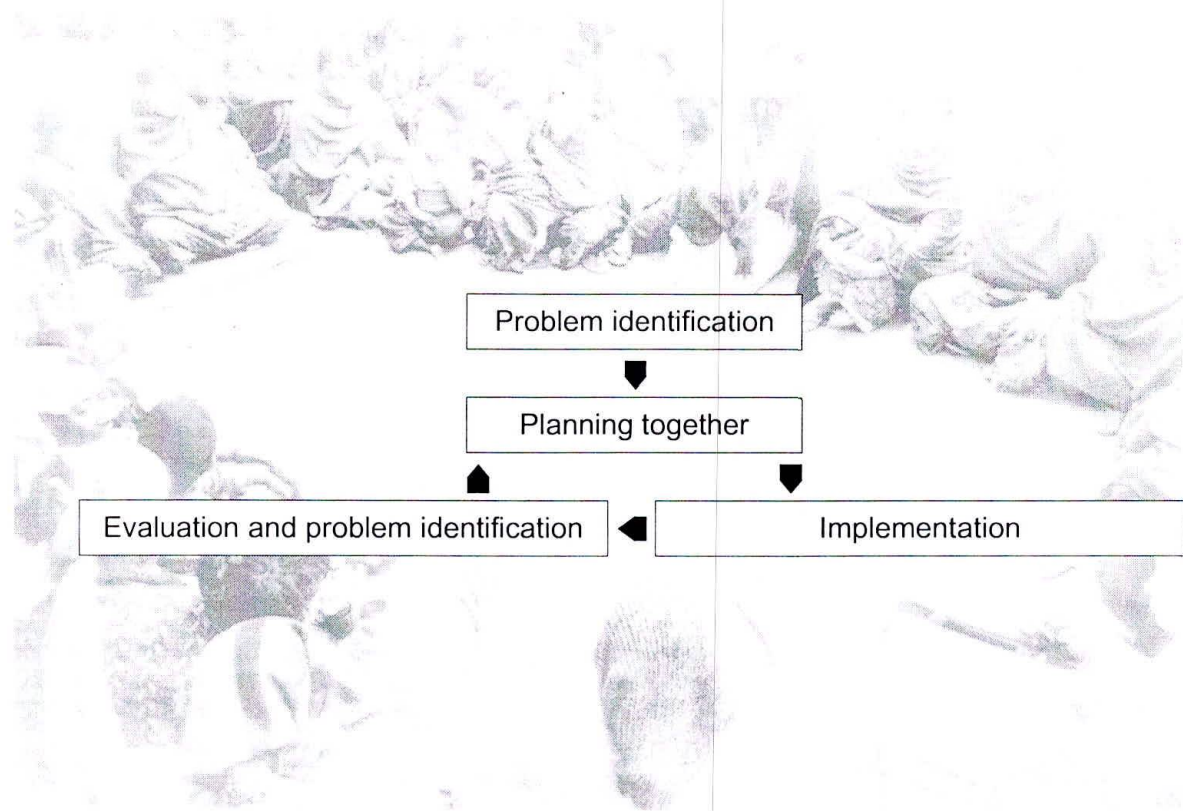 Problem identification
Planning together
Evaluation and problem identification
Implementation